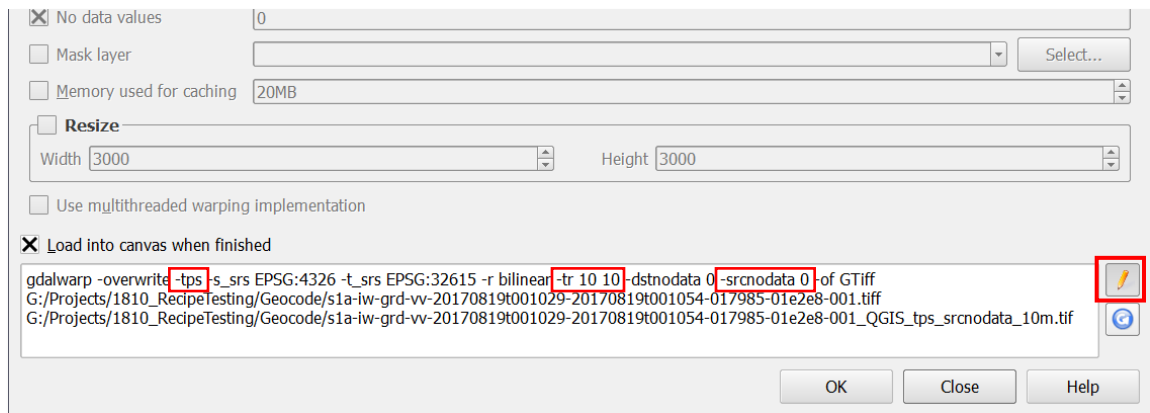 No data values 0
Mask layer Select...
Memory used for caching 20MB
Resize
Width 3000 Height 3000
Use multithreaded warping implementation
Load into canvas when finished
gdalwarp -overwrite -tps -s_srs EPSG:4326 -t_srs EPSG:32615 -r bilinear -tr 10 10 -dstnodata 0 -srcnodata 0 -of GTiff
G:/Projects/1810_RecipeTesting/Geocode/s1a-iw-grd-vv-20170819t001029-20170819t001054-017985-01e2e8-001.tiff
G:/Projects/1810_RecipeTesting/Geocode/s1a-iw-grd-vv-20170819t001029-20170819t001054-017985-01e2e8-001_QGIS_tps_srcnodata_10m.tif
OK Close Help